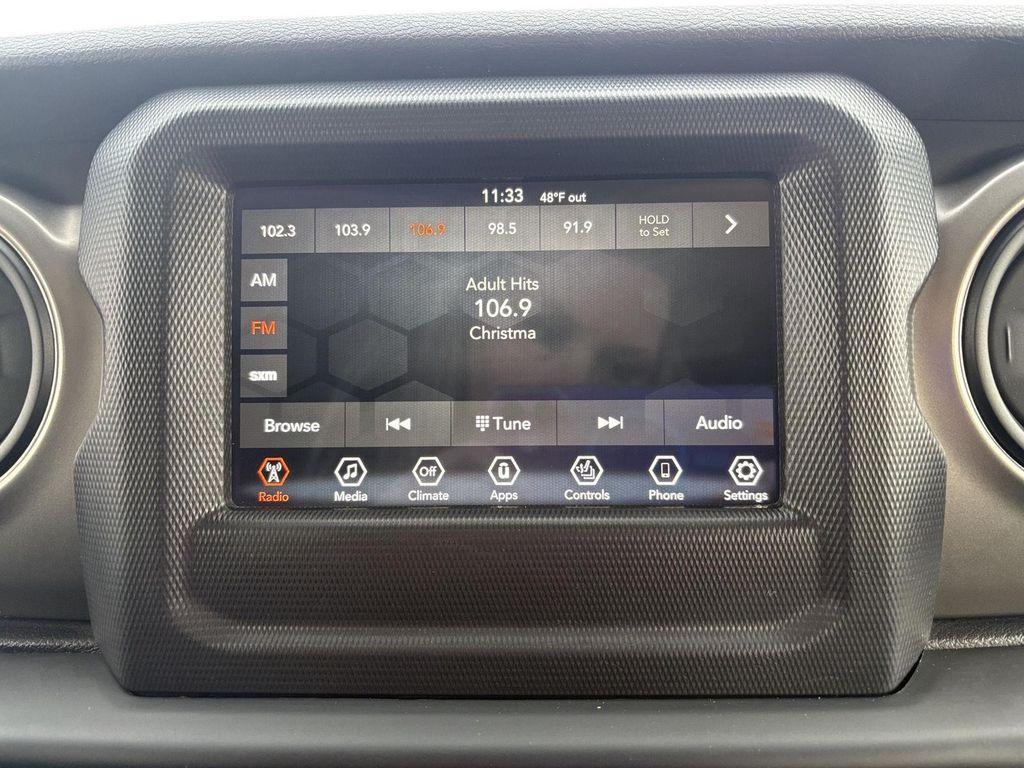 11:33 48°F out
102.3 103.9 106.9 98.5 91.9 HOLD to Set
AM
FM
sxm
Adult Hits
106.9
Christma
Browse Tune Audio
Off
Radio Media Climate Apps Controls Phone Settings